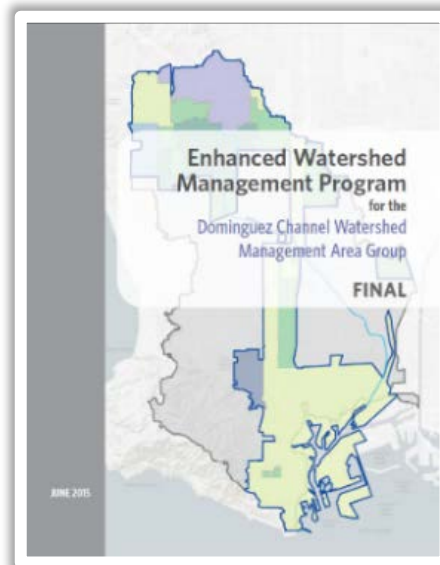 Enhanced Watershed
Management Program
for the
Dominguez Channel Watershed
Management Area Group
FINAL
JUNE 2015